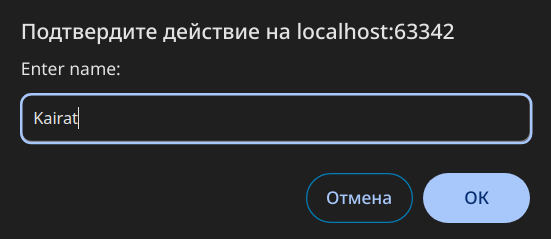 Подтвердите действие на localhost:63342
Enter name:
Kairat
Отмена
OK